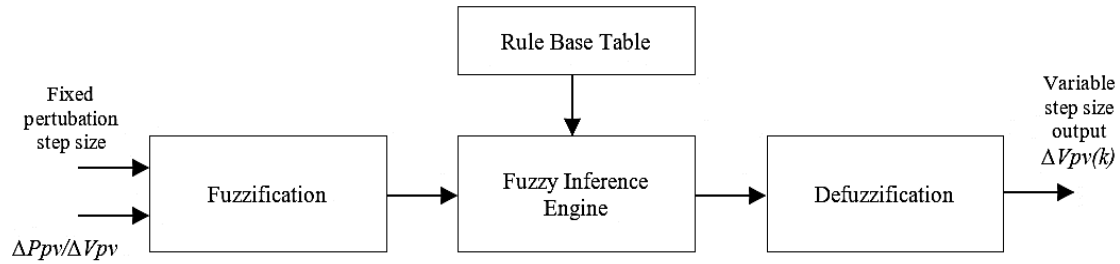 Rule Base Table
Fixed
pertubation
step size
ΔPpv/ΔVpv
Fuzzification
Fuzzy Inference
Engine
Defuzzification
Variable
step size
output
ΔVpv(k)